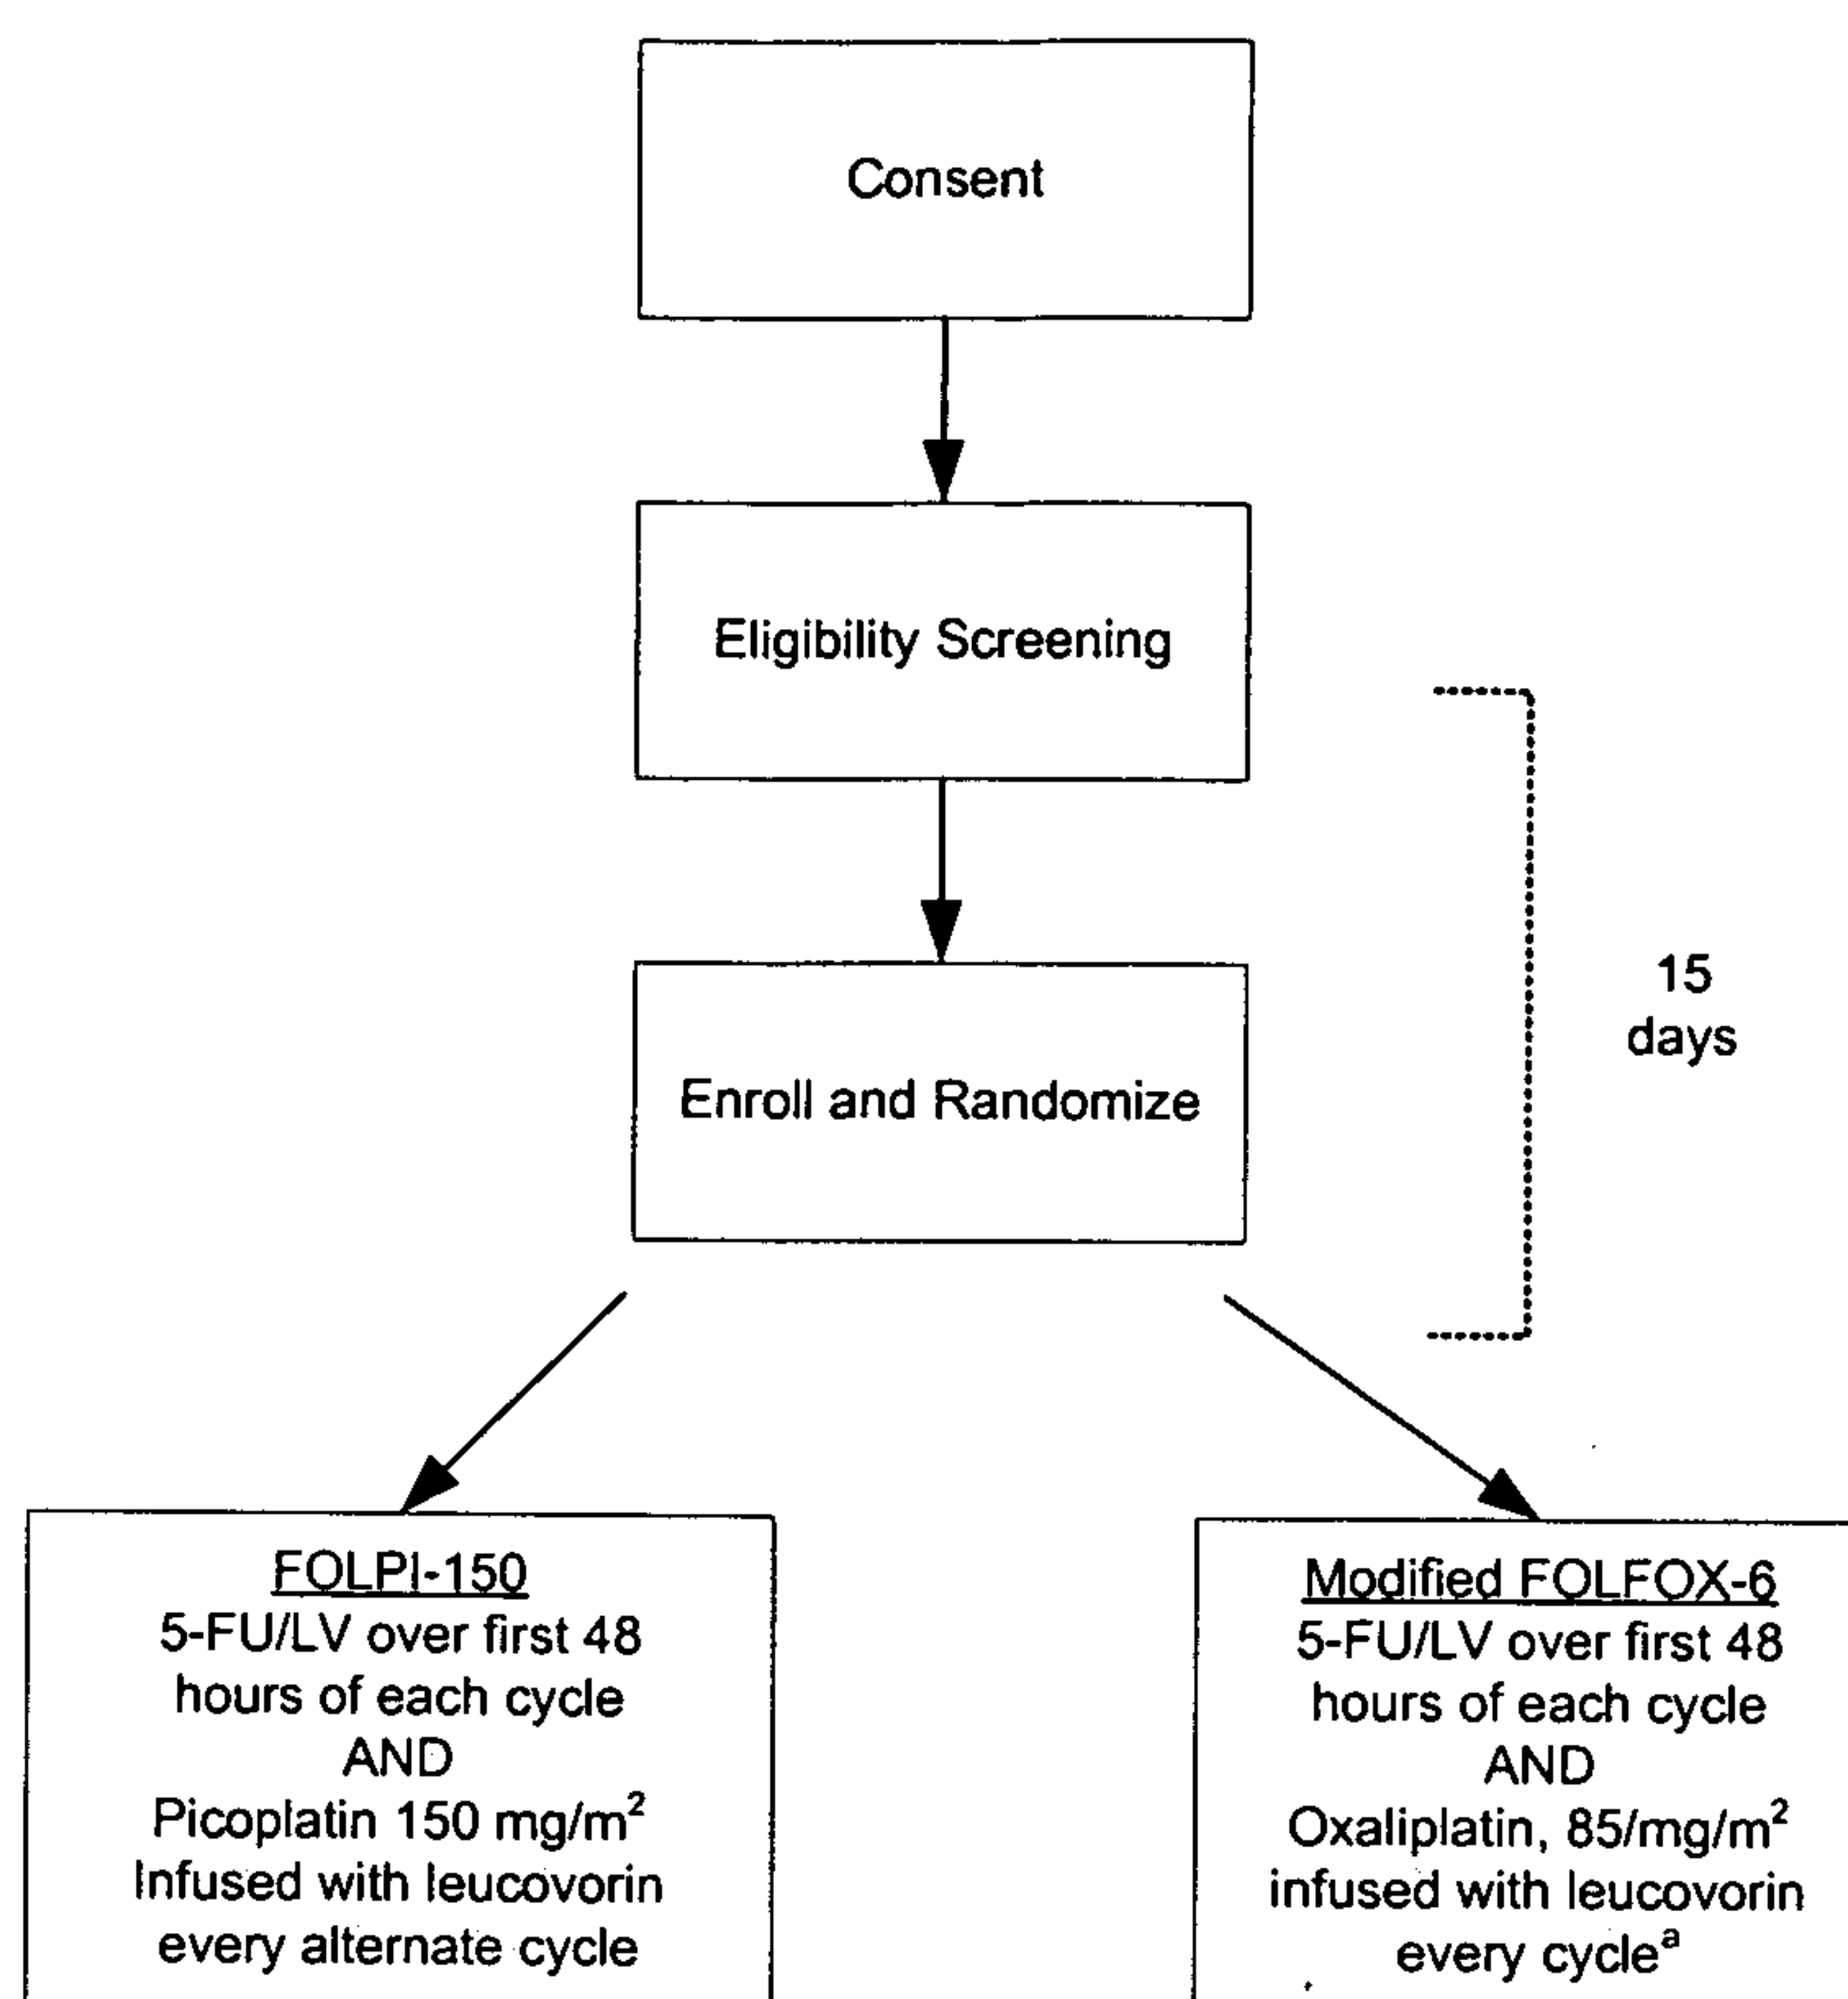 Consent
Eligibility Screening
15
days
Enroll and Randomize
FOLPI-150
5-FU/LV over first 48
hours of each cycle
AND
Picoplatin 150 mg/m²
Infused with leucovorin
every alternate cycle
Modified FOLFOX-6
5-FU/LV over first 48
hours of each cycle
AND
Oxaliplatin, 85/mg/m²
infused with leucovorin
every cycleᵃ